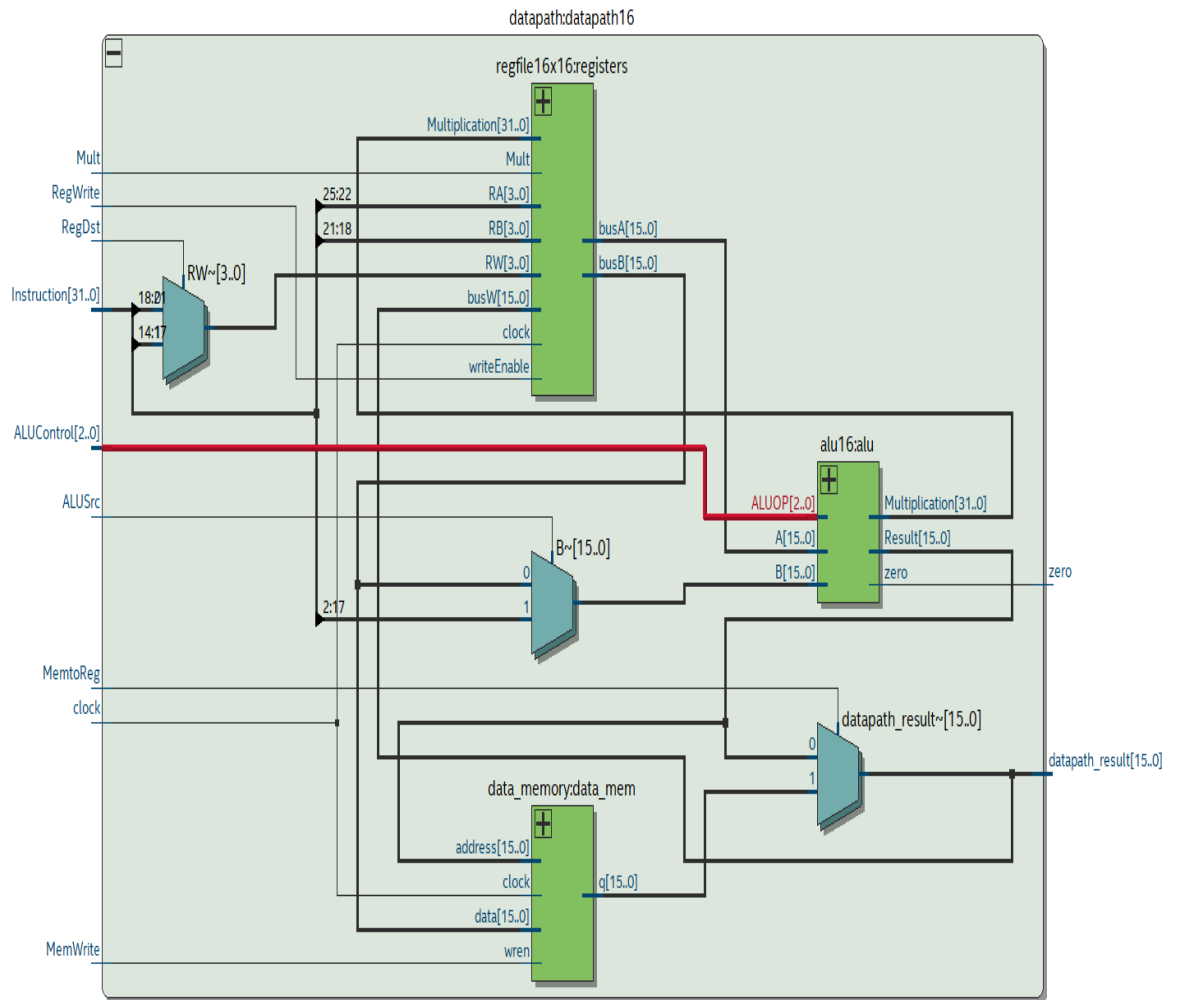 datapath:datapath16
regfile16x16:registers
Multiplication[31..0]
Mult
Mult
RegWrite
25:22
RA[3..0]
RegDst
21:18
RB[3..0]
busA[15..0]
RW~[3..0]
RW[3..0]
busB[15..0]
Instruction[31..0]
busW[15..0]
14:17
clock
writeEnable
ALUControl[2..0]
alu16:alu
ALUSrc
ALUOP[2..0]
Multiplication[31..0]
A[15..0]
Result[15..0]
B~[15..0]
0
B[15..0]
zero
zero
1
2:17
MemtoReg
clock
datapath_result~[15..0]
0
datapath_result[15..0]
1
data_memory:data_mem
address[15..0]
clock
q[15..0]
data[15..0]
MemWrite
wren